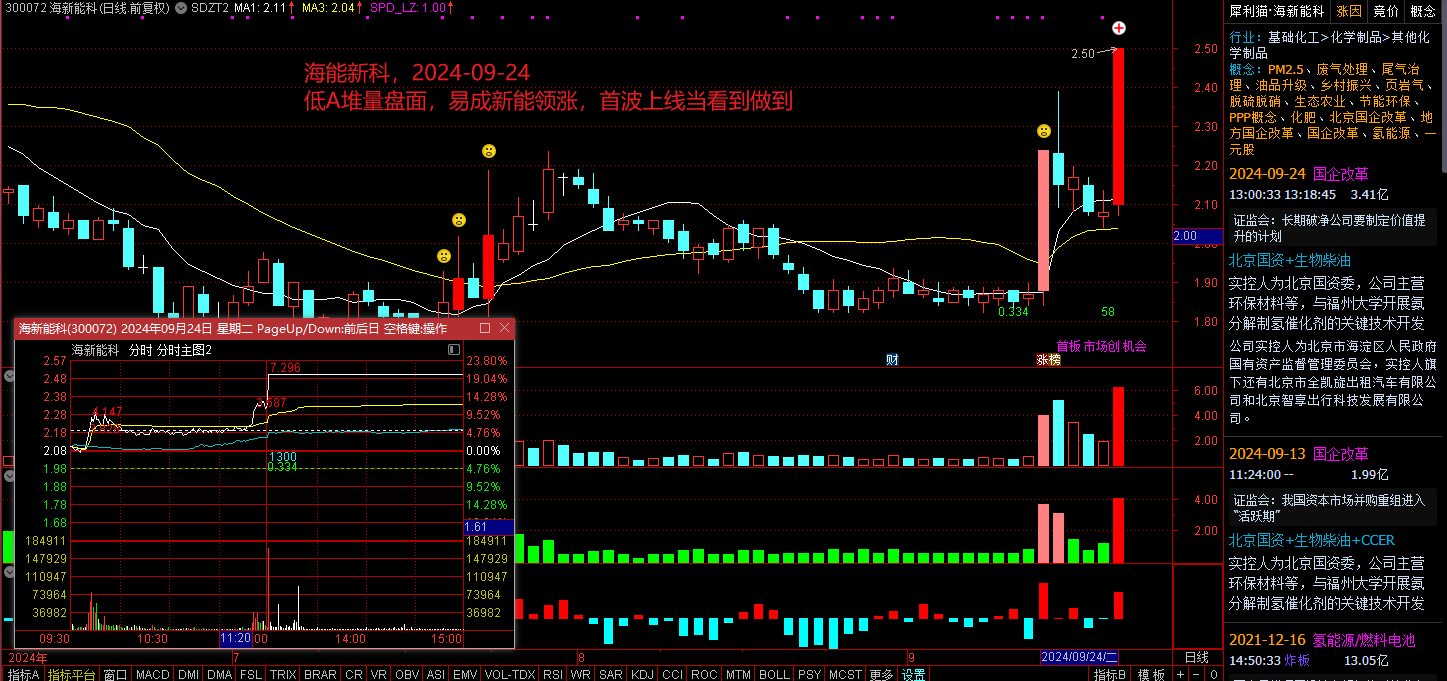 300072 海新能科(日线.前复权) SDZT2 MA1: 2.11↑ MA3: 2.04↑ SPD_LZ: 1.00↑
海能新科，2024-09-24
低A堆量盘面，易成新能领涨，首波上线当看到做到
2.50
2.50
2.40
2.30
2.20
2.10
2.00
1.90
1.80
0.334
58
首板 市场创 机会
财
涨榜
6.00
4.00
2.00
4.00
2.00
海新能科(300072) 2024年09月24日 星期二 PageUp/Down:前后日 空格键:操作
海新能科 分时 分时主图2
2.57
2.48
2.38
2.28
2.18
2.08
1.98
1.88
1.78
1.68
184911
147929
110947
73964
36982
7.296
4.147
1300
0.334
23.80%
19.04%
14.28%
9.52%
4.76%
0.00%
4.76%
9.52%
14.28%
1.61
184911
147929
110947
73964
36982
09:30 10:30 11:20 00 14:00 15:00
2024年 7 8 9 2024/09/24/二 日线
指标A 指标平台 窗口 MACD DMI DMA FSL TRIX BRAR CR VR OBV ASI EMV VOL-TDX RSI WR SAR KDJ CCI ROC MTM BOLL PSY MCST 更多 设置 指标B 模板 + - 0
犀利猫·海新能科 涨因 竞价 概念
行业：基础化工>化学制品>其他化
学制品
概念：PM2.5、废气处理、尾气治
理、油品升级、乡村振兴、页岩气、
脱硫脱硝、生态农业、节能环保、
PPP概念、化肥、北京国企改革、地
方国企改革、国企改革、氢能源、一
元股
2024-09-24 国企改革
13:00:33 13:18:45 3.41亿
证监会：长期破净公司要制定价值提
升的计划
北京国资+生物柴油
实控人为北京国资委，公司主营
环保材料等，与福州大学开展氨
分解制氢催化剂的关键技术开发
公司实控人为北京市海淀区人民政府
国有资产监督管理委员会，实控人旗
下还有北京市全凯旋出租汽车有限公
司和北京智享出行科技发展有限公
司。
2024-09-13 国企改革
11:24:00 -- 1.99亿
证监会：我国资本市场并购重组进入
“活跃期”
北京国资+生物柴油+CCER
实控人为北京国资委，公司主营
环保材料等，与福州大学开展氨
分解制氢催化剂的关键技术开发
2021-12-16 氢能源/燃料电池
14:50:33 炸板 13.05亿